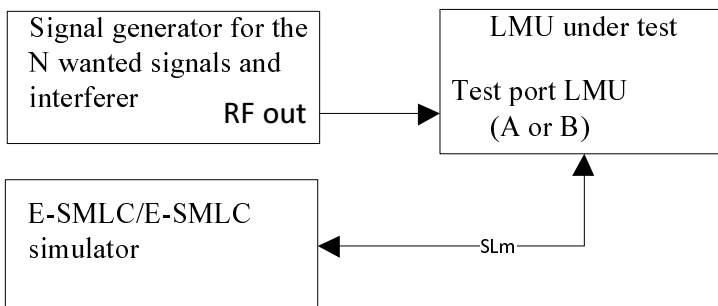 Signal generator for the
N wanted signals and
interferer
RF out
LMU under test
Test port LMU
(A or B)
E-SMLC/E-SMLC
simulator
SLm